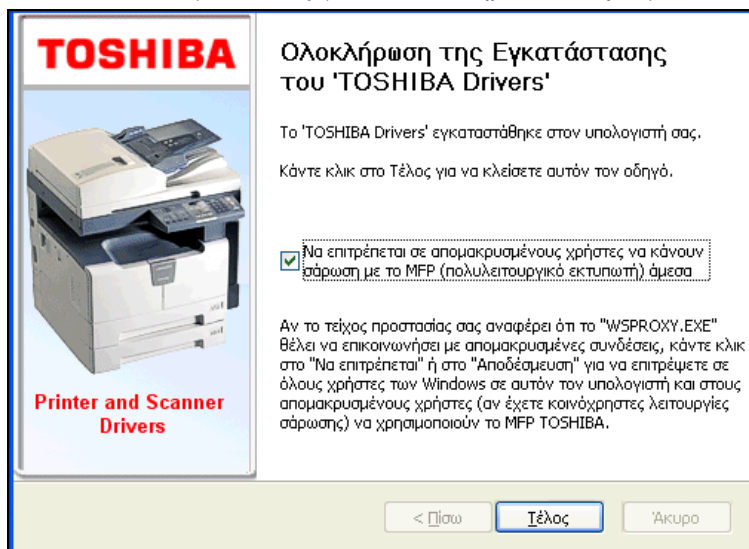 TOSHIBA
Printer and Scanner
Drivers
Ολοκλήρωση της Εγκατάστασης
του 'TOSHIBA Drivers'
Το 'TOSHIBA Drivers' εγκαταστάθηκε στον υπολογιστή σας.
Κάντε κλικ στο Τέλος για να κλείσετε αυτόν τον οδηγό.
Να επιτρέπεται σε απομακρυσμένους χρήστες να κάνουν
σάρωση με το MFP (πολυλειτουργικό εκτυπωτή) άμεσα
Αν το τείχος προστασίας σας αναφέρει ότι το "WSPROXY.EXE"
θέλει να επικοινωνήσει με απομακρυσμένες συνδέσεις, κάντε κλικ
στο "Να επιτρέπεται" ή στο "Αποδέσμευση" για να επιτρέψετε σε
όλους χρήστες των Windows σε αυτόν τον υπολογιστή και στους
απομακρυσμένους χρήστες (αν έχετε κοινόχρηστες λειτουργίες
σάρωσης) να χρησιμοποιούν το MFP TOSHIBA.
< Πίσω Τέλος Άκυρο